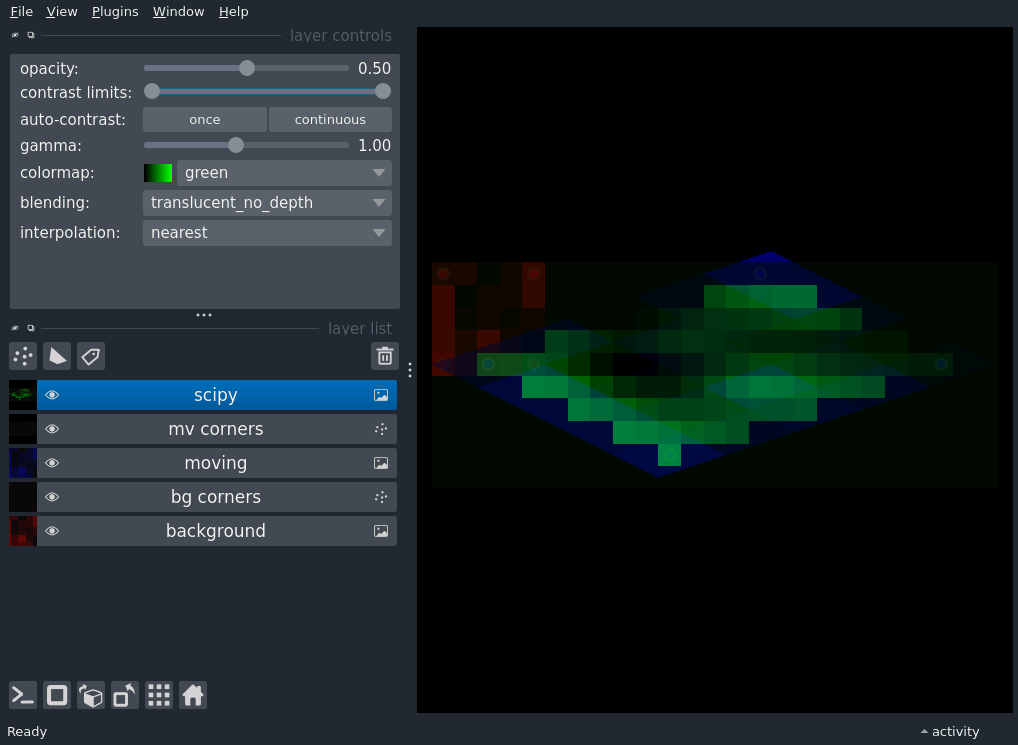 File View Plugins Window Help
layer controls
opacity: 0.50
contrast limits:
auto-contrast: once continuous
gamma: 1.00
colormap: green
blending: translucent_no_depth
interpolation: nearest
layer list
scipy
mv corners
moving
bg corners
background
Ready activity